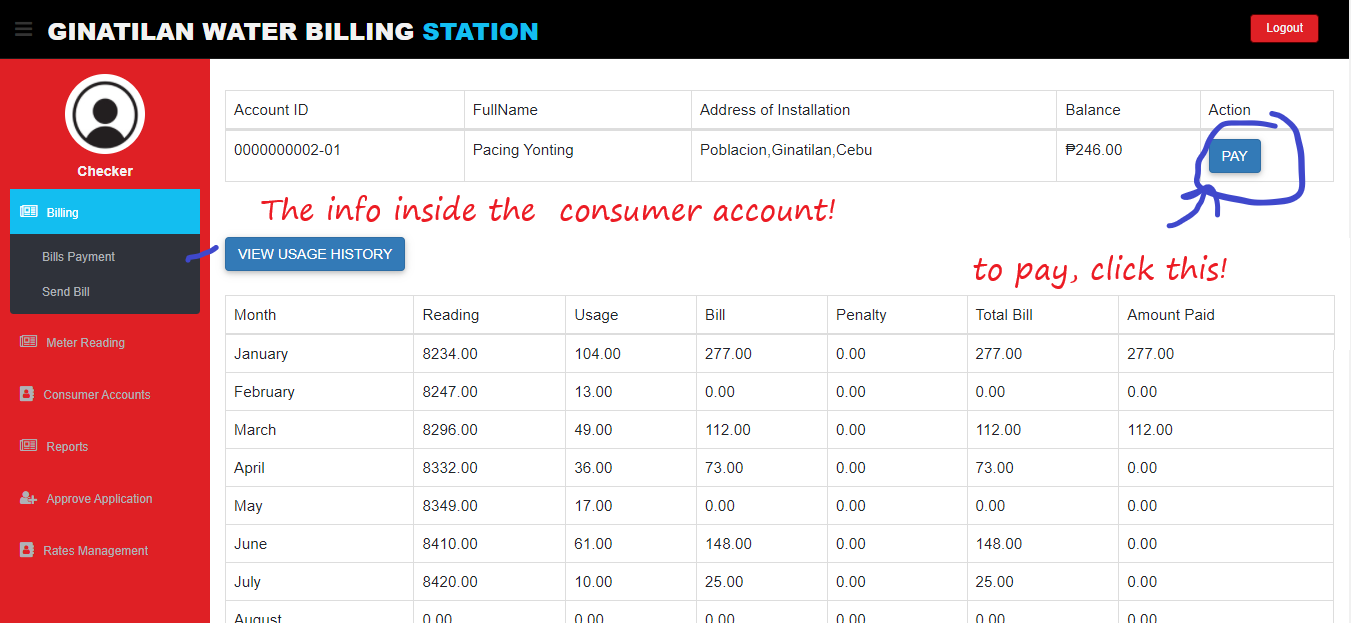 GINATILAN WATER BILLING STATION
Logout
Checker
Billing
Bills Payment
Send Bill
Meter Reading
Consumer Accounts
Reports
Approve Application
Rates Management
Account ID FullName Address of Installation Balance Action
0000000002-01 Pacing Yonting Poblacion,Ginatilan,Cebu ₱246.00 PAY
The info inside the consumer account!
VIEW USAGE HISTORY
to pay, click this!
Month Reading Usage Bill Penalty Total Bill Amount Paid
January 8234.00 104.00 277.00 0.00 277.00 277.00
February 8247.00 13.00 0.00 0.00 0.00 0.00
March 8296.00 49.00 112.00 0.00 112.00 112.00
April 8332.00 36.00 73.00 0.00 73.00 0.00
May 8349.00 17.00 0.00 0.00 0.00 0.00
June 8410.00 61.00 148.00 0.00 148.00 0.00
July 8420.00 10.00 25.00 0.00 25.00 0.00
August 0.00 0.00 0.00 0.00 0.00 0.00